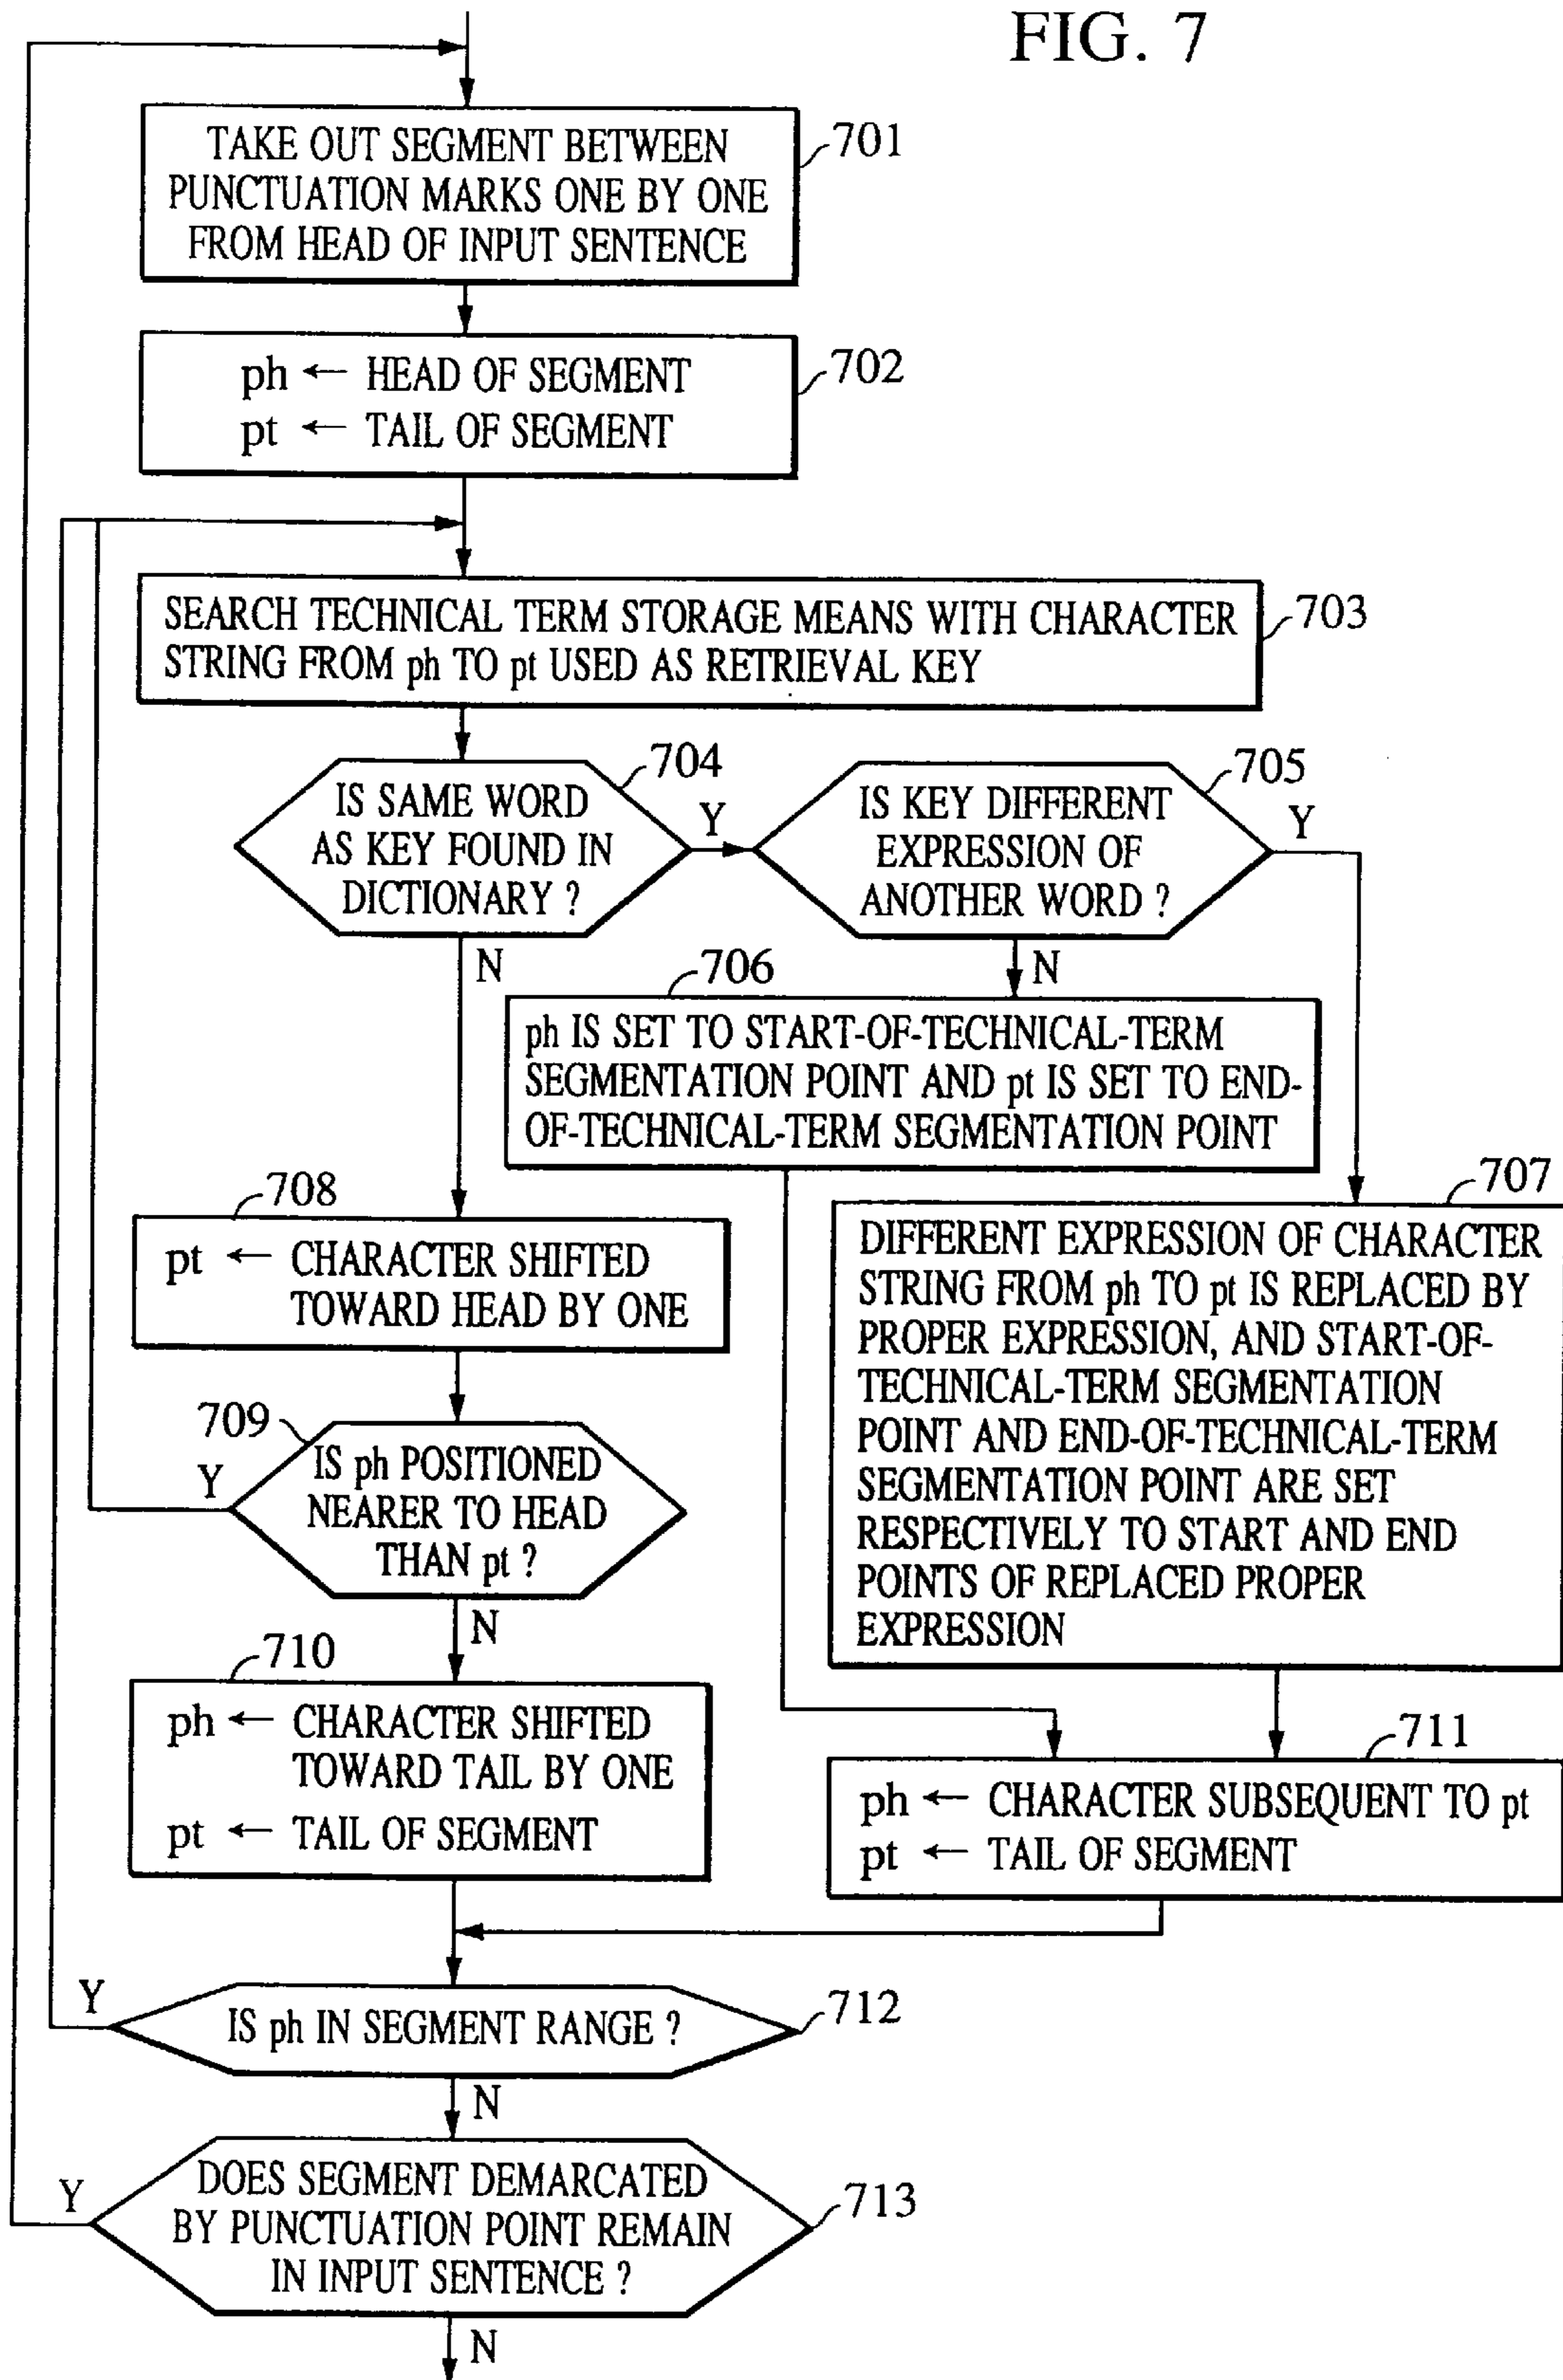 FIG. 7
TAKE OUT SEGMENT BETWEEN
PUNCTUATION MARKS ONE BY ONE
FROM HEAD OF INPUT SENTENCE
701
ph ← HEAD OF SEGMENT
pt ← TAIL OF SEGMENT
702
SEARCH TECHNICAL TERM STORAGE MEANS WITH CHARACTER
STRING FROM ph TO pt USED AS RETRIEVAL KEY
703
IS SAME WORD
AS KEY FOUND IN
DICTIONARY ?
704
Y
N
IS KEY DIFFERENT
EXPRESSION OF
ANOTHER WORD ?
705
Y
N
706
ph IS SET TO START-OF-TECHNICAL-TERM
SEGMENTATION POINT AND pt IS SET TO END-
OF-TECHNICAL-TERM SEGMENTATION POINT
707
DIFFERENT EXPRESSION OF CHARACTER
STRING FROM ph TO pt IS REPLACED BY
PROPER EXPRESSION, AND START-OF-
TECHNICAL-TERM SEGMENTATION
POINT AND END-OF-TECHNICAL-TERM
SEGMENTATION POINT ARE SET
RESPECTIVELY TO START AND END
POINTS OF REPLACED PROPER
EXPRESSION
708
pt ← CHARACTER SHIFTED
TOWARD HEAD BY ONE
709
IS ph POSITIONED
NEARER TO HEAD
THAN pt ?
Y
N
710
ph ← CHARACTER SHIFTED
TOWARD TAIL BY ONE
pt ← TAIL OF SEGMENT
711
ph ← CHARACTER SUBSEQUENT TO pt
pt ← TAIL OF SEGMENT
Y
IS ph IN SEGMENT RANGE ?
712
N
Y
DOES SEGMENT DEMARCATED
BY PUNCTUATION POINT REMAIN
IN INPUT SENTENCE ?
713
N